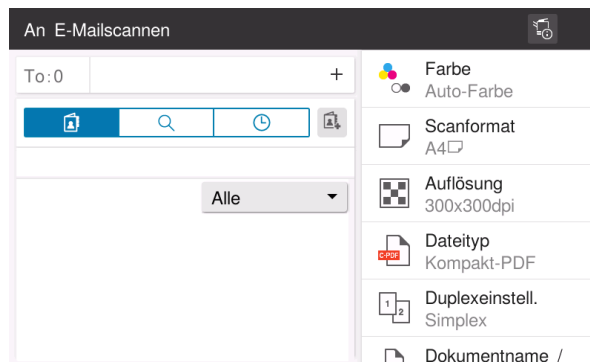 An E-Mailscannen
To:0
+
Alle
Farbe
Auto-Farbe
Scanformat
A4
Auflösung
300x300dpi
C-PDF
Dateityp
Kompakt-PDF
1 2
Duplexeinstell.
Simplex
Dokumentname /